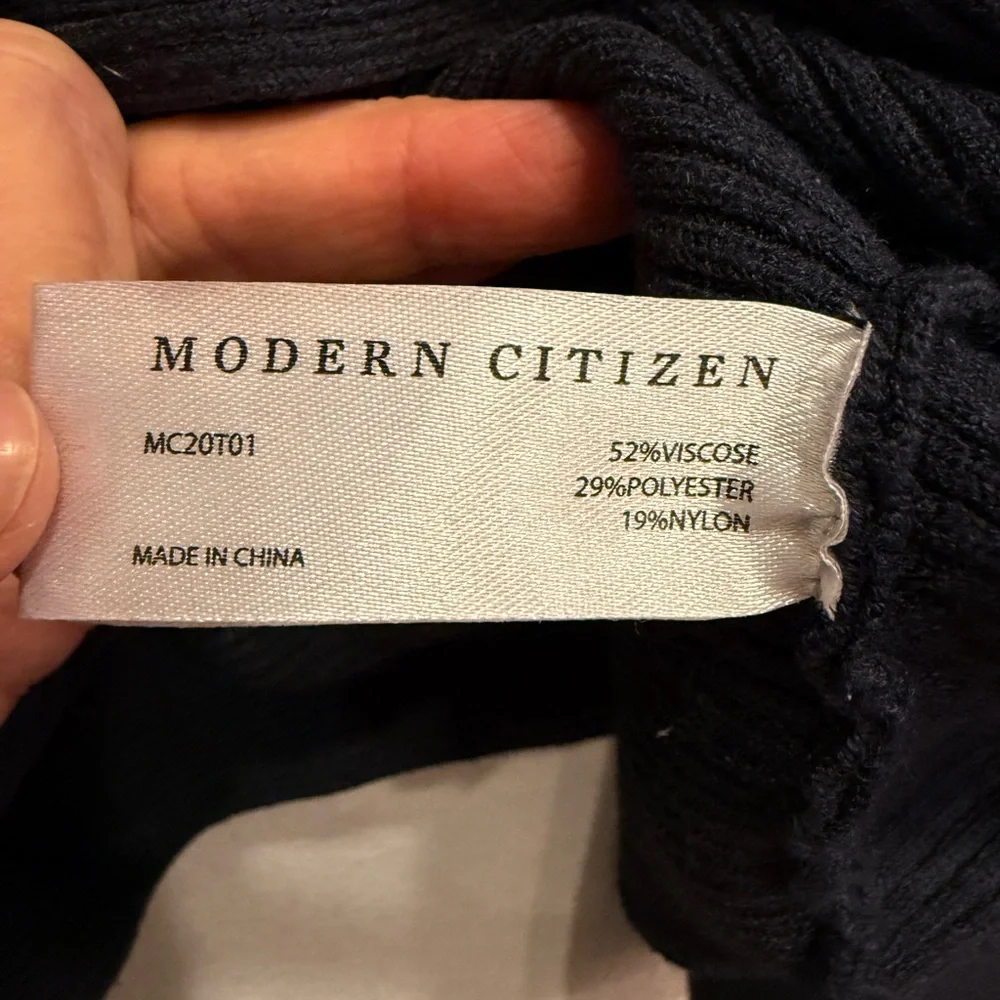 MODERN CITIZEN
MC20T01
52%VISCOSE
29%POLYESTER
19%NYLON
MADE IN CHINA